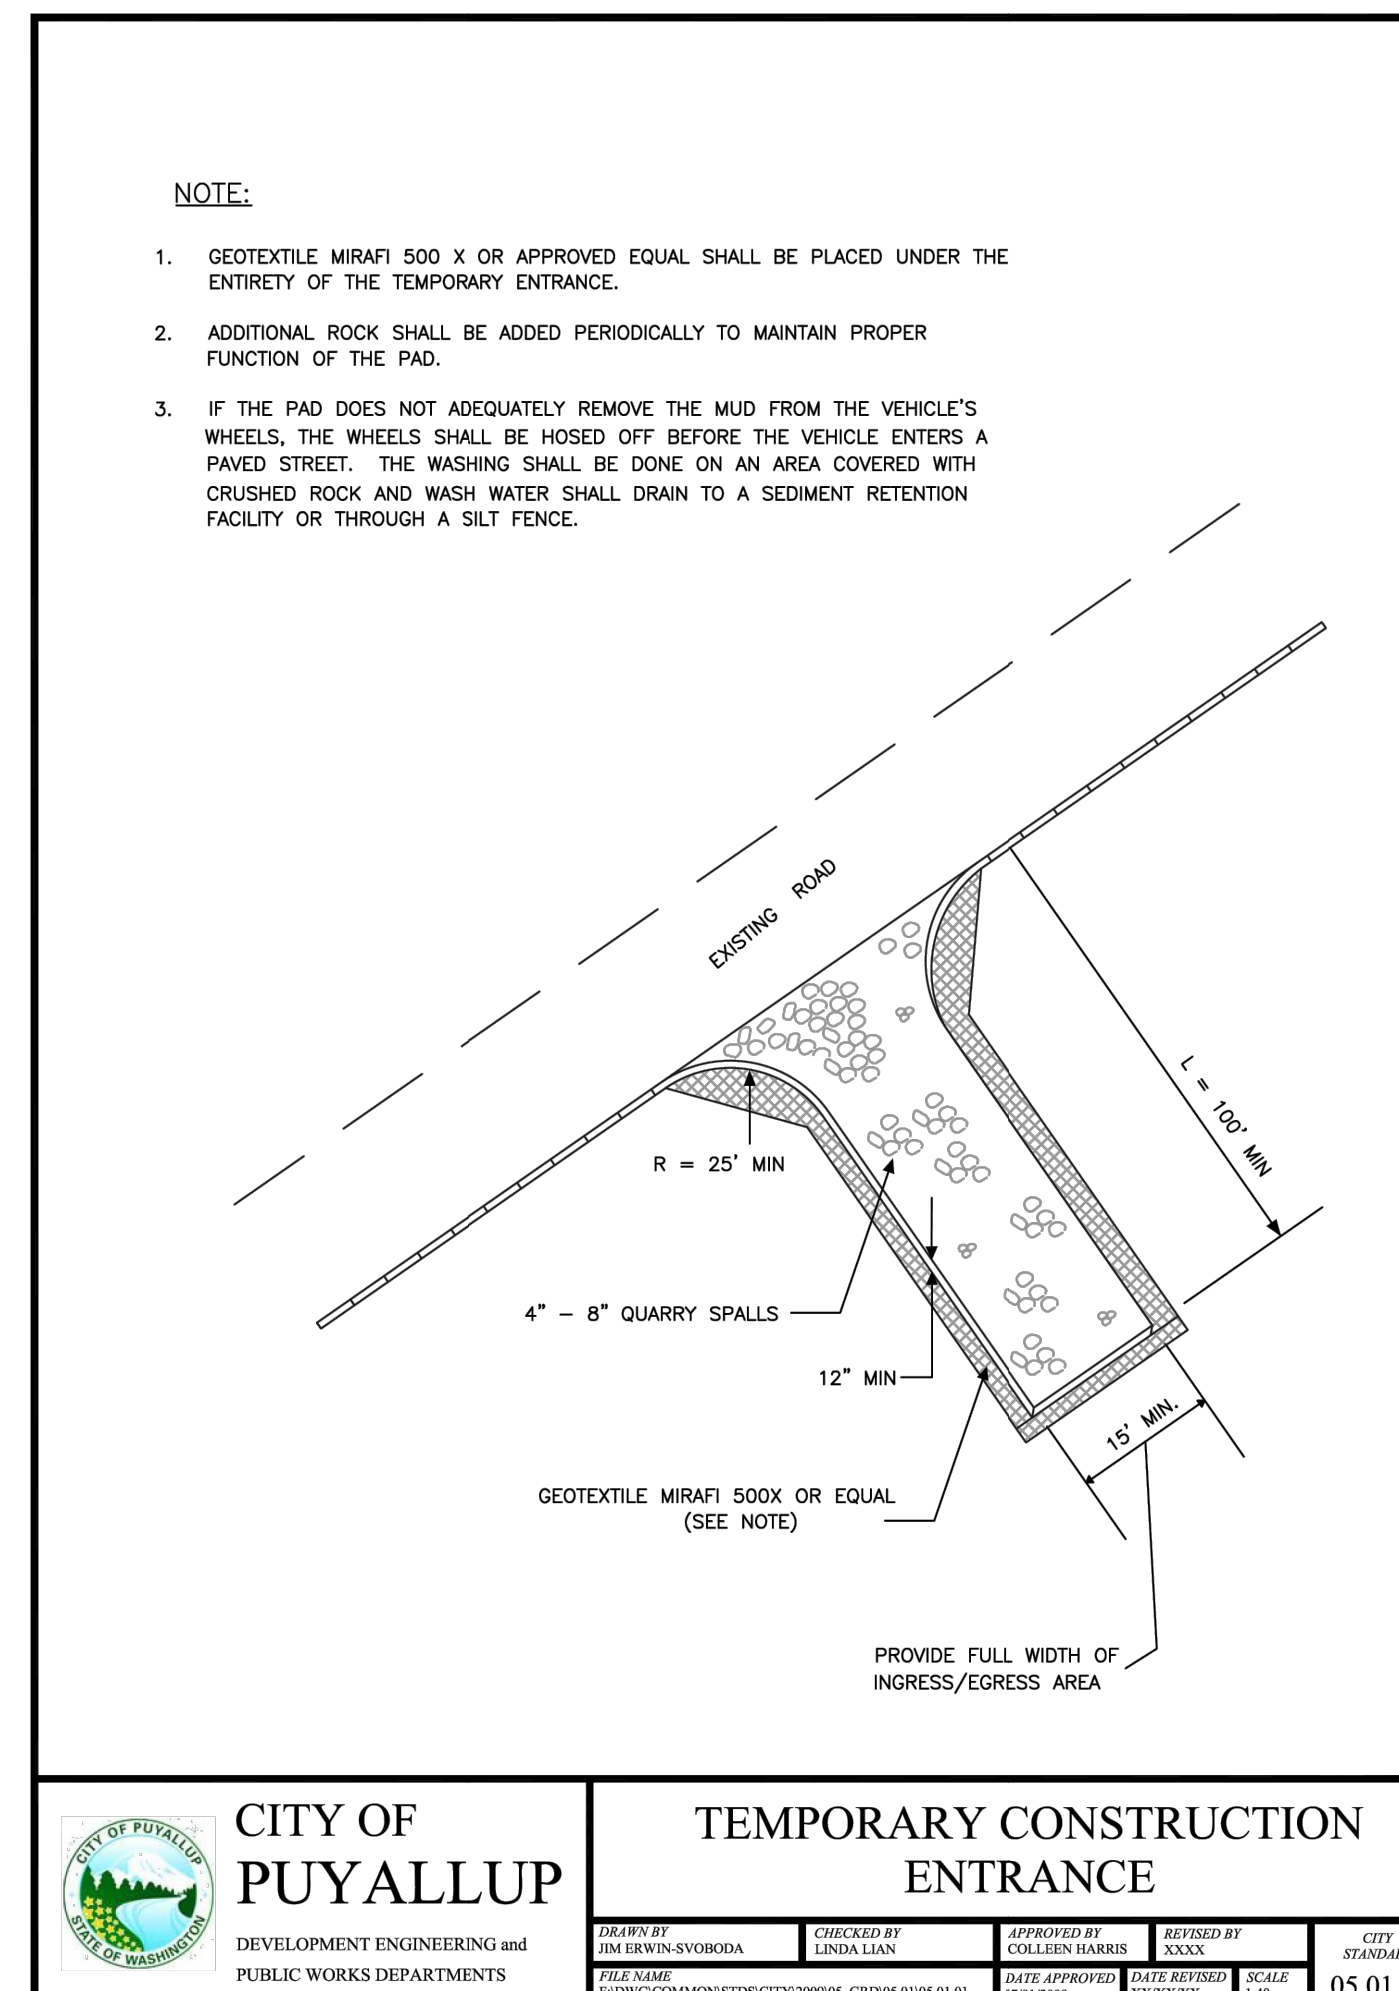 NOTE:
1. GEOTEXTILE MIRAFI 500 X OR APPROVED EQUAL SHALL BE PLACED UNDER THE
ENTIRETY OF THE TEMPORARY ENTRANCE.
2. ADDITIONAL ROCK SHALL BE ADDED PERIODICALLY TO MAINTAIN PROPER
FUNCTION OF THE PAD.
3. IF THE PAD DOES NOT ADEQUATELY REMOVE THE MUD FROM THE VEHICLE'S
WHEELS, THE WHEELS SHALL BE HOSED OFF BEFORE THE VEHICLE ENTERS A
PAVED STREET. THE WASHING SHALL BE DONE ON AN AREA COVERED WITH
CRUSHED ROCK AND WASH WATER SHALL DRAIN TO A SEDIMENT RETENTION
FACILITY OR THROUGH A SILT FENCE.
EXISTING ROAD
L = 100' MIN
R = 25' MIN
4" – 8" QUARRY SPALLS
12" MIN
15' MIN.
GEOTEXTILE MIRAFI 500X OR EQUAL
(SEE NOTE)
PROVIDE FULL WIDTH OF
INGRESS/EGRESS AREA
CITY OF PUYALLUP
STATE OF WASHINGTON
CITY OF
PUYALLUP
DEVELOPMENT ENGINEERING and
PUBLIC WORKS DEPARTMENTS
TEMPORARY CONSTRUCTION
ENTRANCE
DRAWN BY
JIM ERWIN-SVOBODA
CHECKED BY
LINDA LIAN
APPROVED BY
COLLEEN HARRIS
REVISED BY
XXXX
CITY
FILE NAME
DATE APPROVED
DATE REVISED
SCALE
05.01